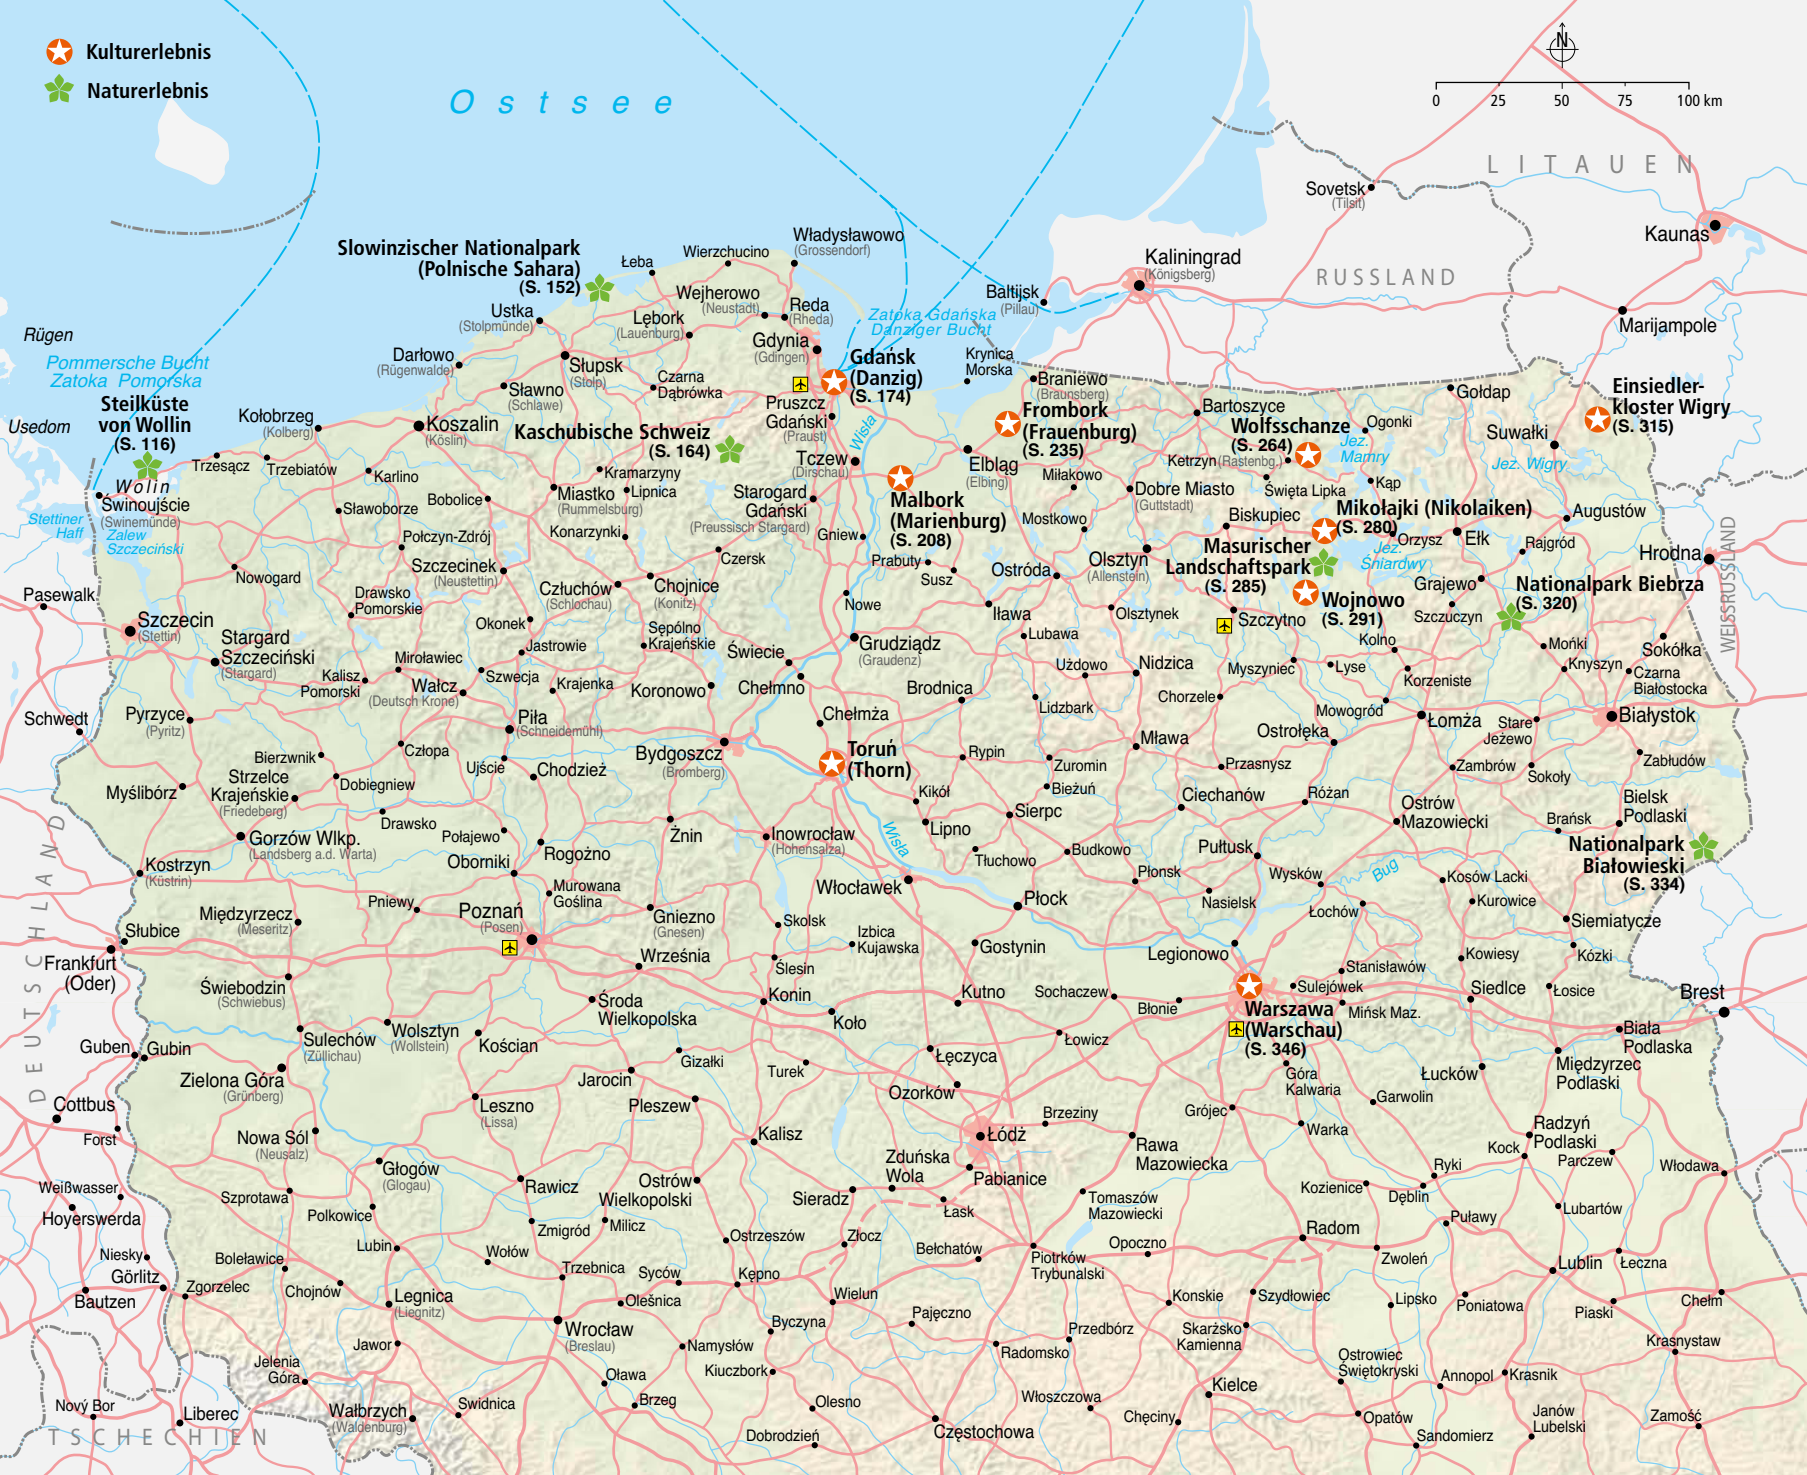 Kulturerlebnis
Naturerlebnis
Ostsee
N
0 25 50 75 100 km
LITAUEN
Sovetsk
(Tilsit)
Kaunas
Kaliningrad
(Königsberg)
RUSSLAND
Baltijsk
(Pillau)
Marijampole
Slowinzischer Nationalpark
(Polnische Sahara)
(S. 152)
Łeba
Wierzchucino
Władysławowo
(Grossendorf)
Wejherowo
(Neustadt)
Reda
(Rheda)
Ustka
(Stolpmünde)
Lębork
(Lauenburg)
Gdynia
(Gdingen)
Zatoka Gdańska
Danziger Bucht
Rügen
Pommersche Bucht
Zatoka Pomorska
Darłowo
(Rügenwalde)
Słupsk
(Stolp)
Sławno
(Schlawe)
Czarna
Dąbrówka
Gdańsk
(Danzig)
(S. 174)
Krynica
Morska
Braniewo
(Braunsberg)
Steilküste
von Wollin
(S. 116)
Usedom
Kołobrzeg
(Kolberg)
Koszalin
(Köslin)
Kaschubische Schweiz
(S. 164)
Pruszcz
Gdański
(Praust)
Wisła
Frombork
(Frauenburg)
(S. 235)
Bartoszyce
Wolfsschanze
(S. 264)
Gołdap
Ogonki
Jez.
Mamry
Einsiedler-
kloster Wigry
(S. 315)
Suwałki
Jez. Wigry
Trzesącz
Trzebiatów
Karlino
Kramarzyny
Tczew
(Dirschau)
Elbląg
(Elbing)
Ketrzyn
(Rastenbg.)
Święta Lipka
Kąp
Wolin
Świnoujście
(Swinemünde)
Zalew
Szczeciński
Stettiner
Haff
Sławoborze
Bobolice
Miastko
(Rummelsburg)
Lipnica
Starogard
Gdański
(Preussisch Stargard)
Malbork
(Marienburg)
(S. 208)
Miłakowo
Dobre Miasto
(Guttstadt)
Mikołajki (Nikolaiken)
(S. 280)
Augustów
Konarzynki
Gniew
Mostkowo
Biskupiec
Orzysz
Ełk
Rajgród
Połczyn-Zdrój
Czersk
Prabuty
Susz
Ostróda
Olsztyn
(Allenstein)
Masurischer
Landschaftspark
(S. 285)
Jez.
Śniardwy
Grajewo
Hrodna
WEISSRUSSLAND
Szczecinek
(Neustettin)
Człuchów
(Schlochau)
Chojnice
(Konitz)
Nationalpark Biebrza
(S. 320)
Pasewalk
Nowogard
Drawsko
Pomorskie
Nowe
Iława
Olsztynek
Wojnowo
(S. 291)
Szczytno
Szczuczyn
Szczecin
(Stettin)
Okonek
Sępólno
Krajeńskie
Grudziądz
(Graudenz)
Lubawa
Kolno
Mońki
Sokółka
Stargard
Szczeciński
(Stargard)
Jastrowie
Świecie
Użdowo
Nidzica
Myszyniec
Lyse
Korzeniste
Knyszyn
Czarna
Białostocka
Mirosławiec
Kalisz
Pomorski
Szwecja
Krajenka
Koronowo
Chełmno
Brodnica
Chorzele
Wałcz
(Deutsch Krone)
Schwedt
Pyrzyce
(Pyritz)
Piła
(Schneidemühl)
Chełmża
Lidzbark
Mowogród
Łomża
Stare
Jeżewo
Białystok
Człopa
Bydgoszcz
(Bromberg)
Toruń
(Thorn)
Rypin
Mława
Ostrołęka
Bierzwnik
Ujście
Chodzież
Zuromin
Przasnysz
Zambrów
Sokoły
Zabłudów
Myślibórz
Strzelce
Krajeńskie
(Friedeberg)
Dobiegniew
Kikół
Bieżuń
Ciechanów
Różan
Ostrów
Mazowiecki
Bielsk
Podlaski
Brańsk
Gorzów Wlkp.
(Landsberg a.d. Warta)
Drawsko
Połajewo
Żnin
Inowrocław
(Hohensalza)
Wisła
Lipno
Sierpc
Nationalpark
Białowieski
(S. 334)
Kostrzyn
(Küstrin)
Oborniki
Rogoźno
Tłuchowo
Budkowo
Pułtusk
Bug
Murowana
Goślina
Włocławek
Płońsk
Wysków
Kosów Lacki
Pniewy
Płock
Nasielsk
Łochów
Kurowice
Międzyrzecz
(Meseritz)
Poznań
(Posen)
Gniezno
(Gnesen)
Skolsk
Izbica
Kujawska
Gostynin
Siemiatycze
Słubice
Frankfurt
(Oder)
Września
Ślesin
Legionowo
Kowiesy
Kózki
Stanisławów
Świebodzin
(Schwiebus)
Środa
Wielkopolska
Konin
Kutno
Sochaczew
Błonie
Sulejówek
Siedlce
Łosice
Brest
Warszawa
(Warschau)
(S. 346)
Mińsk Maz.
DEUTSCHLAND
Sulechów
(Züllichau)
Wolsztyn
(Wollstein)
Kościan
Koło
Łowicz
Biała
Podlaska
Guben
Gubin
Gizałki
Turek
Łęczyca
Międzyrzec
Podlaski
Zielona Góra
(Grünberg)
Jarocin
Ozorków
Góra
Kalwaria
Łucków
Cottbus
Leszno
(Lissa)
Pleszew
Brzeziny
Grójec
Garwolin
Forst
Nowa Sól
(Neusalz)
Kalisz
Łódź
Rawa
Mazowiecka
Warka
Radzyń
Podlaski
Kock
Parczew
Głogów
(Glogau)
Zduńska
Wola
Pabianice
Ryki
Włodawa
Weißwasser
Szprotawa
Rawicz
Ostrów
Wielkopolski
Sieradz
Kozienice
Dęblin
Hoyerswerda
Polkowice
Milicz
Żmigród
Łask
Tomaszów
Mazowiecki
Puławy
Lubartów
Niesky
Lubin
Ostrzeszów
Złocz
Radom
Boleławice
Wołów
Bełchatów
Piotrków
Trybunalski
Opoczno
Zwoleń
Lublin
Łeczna
Görlitz
Trzebnica
Syców
Kępno
Zgorzelec
Chojnów
Bautzen
Legnica
(Liegnitz)
Oleśnica
Wielun
Konskie
Szydłowiec
Lipsko
Poniatowa
Piaski
Chełm
Wrocław
(Breslau)
Byczyna
Pajęczno
Przedbórz
Skarżsko
Kamienna
Jawor
Namysłów
Radomsko
Krasnystaw
Jelenia
Góra
Kiuczbork
Ostrowiec
Świętokryski
Annopol
Krasnik
Oława
Kielce
Nový Bor
Liberec
Wałbrzych
(Waldenburg)
Swidnica
Brzeg
Olesno
Włoszczowa
Chęciny
Opatów
Janów
Lubelski
Zamość
TSCHECHIEN
Dobrodzień
Częstochowa
Sandomierz